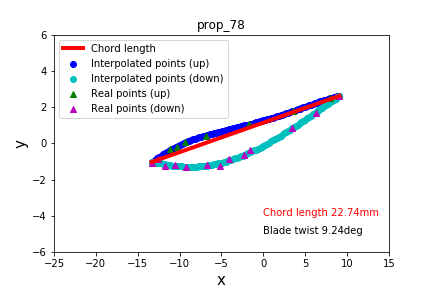 prop_78
Chord length
Interpolated points (up)
Interpolated points (down)
Real points (up)
Real points (down)
6
4
2
0
−2
−4
−6
y
Chord length 22.74mm
Blade twist 9.24deg
−25
−20
−15
−10
−5
0
5
10
15
x